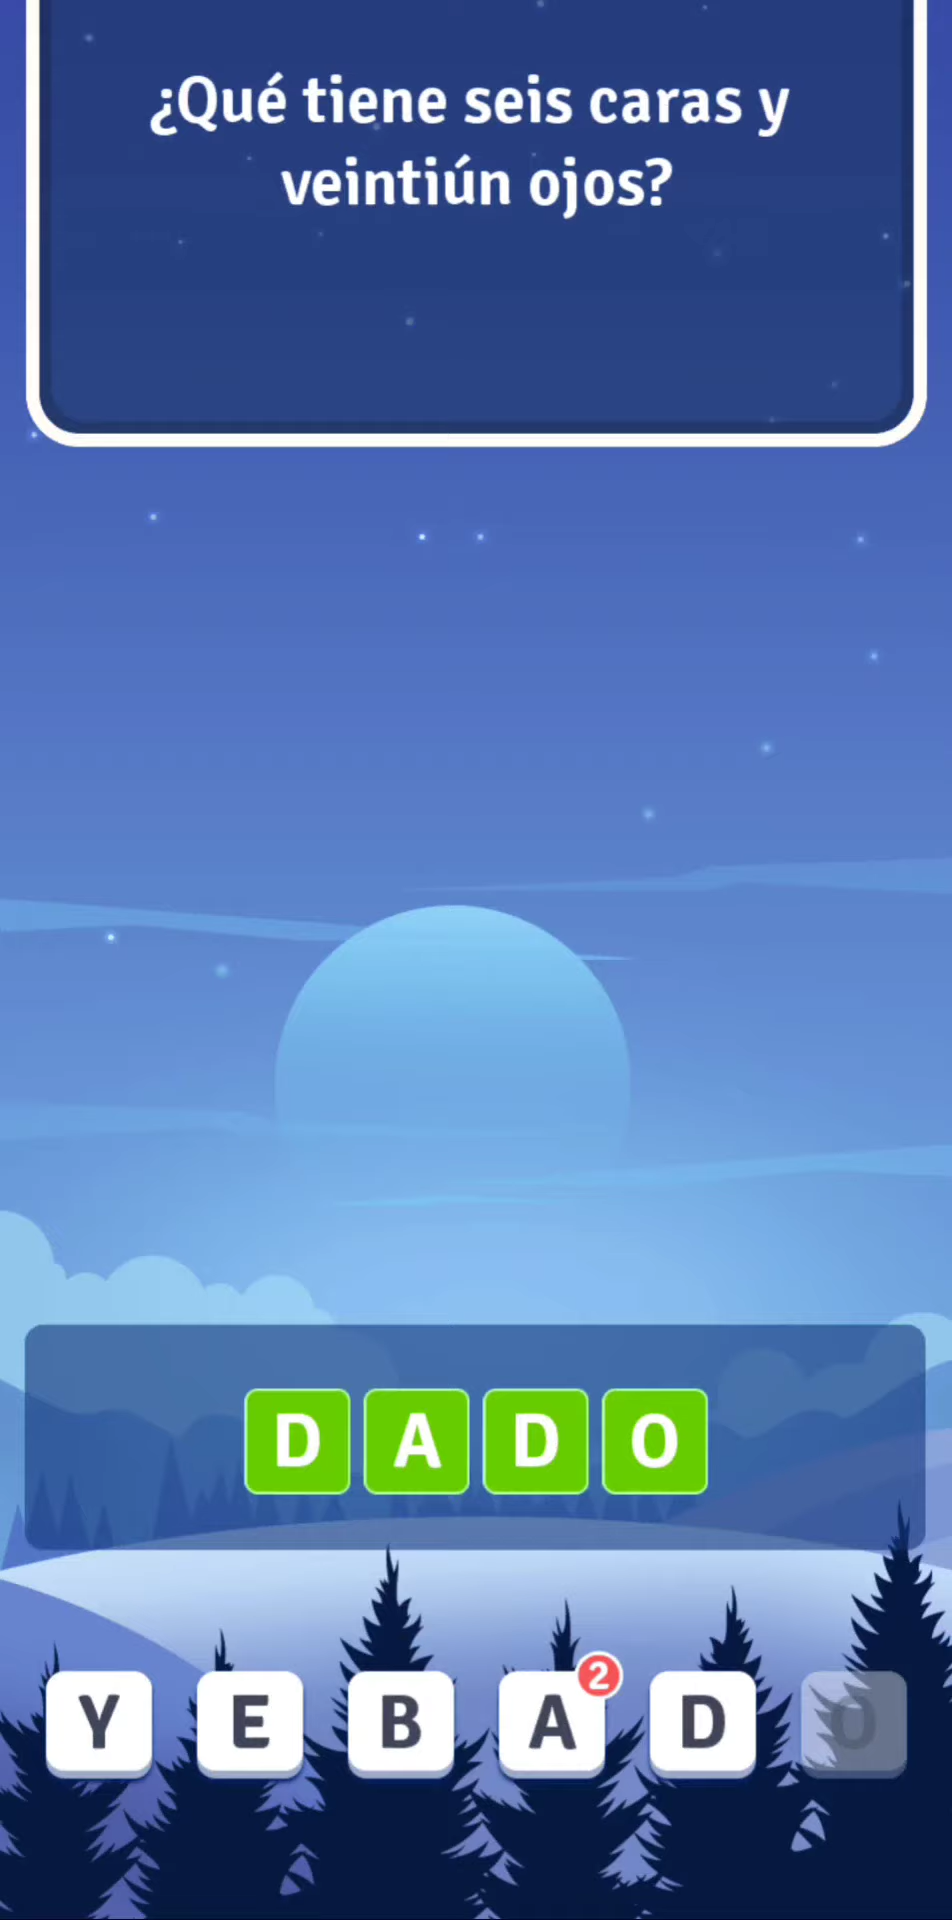 ¿Qué tiene seis caras y
veintiún ojos?
D A D O
2
Y E B A D O